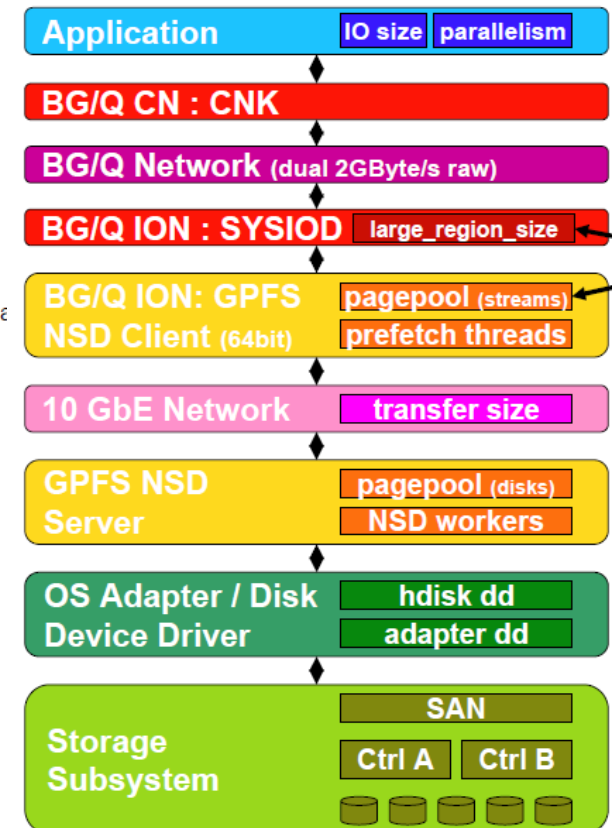 Application IO size parallelism
BG/Q CN : CNK
BG/Q Network (dual 2GByte/s raw)
BG/Q ION : SYSIOD large_region_size
BG/Q ION: GPFS pagepool (streams)
NSD Client (64bit) prefetch threads
10 GbE Network transfer size
GPFS NSD pagepool (disks)
Server NSD workers
OS Adapter / Disk hdisk dd
Device Driver adapter dd
SAN
Storage
Subsystem
Ctrl A Ctrl B